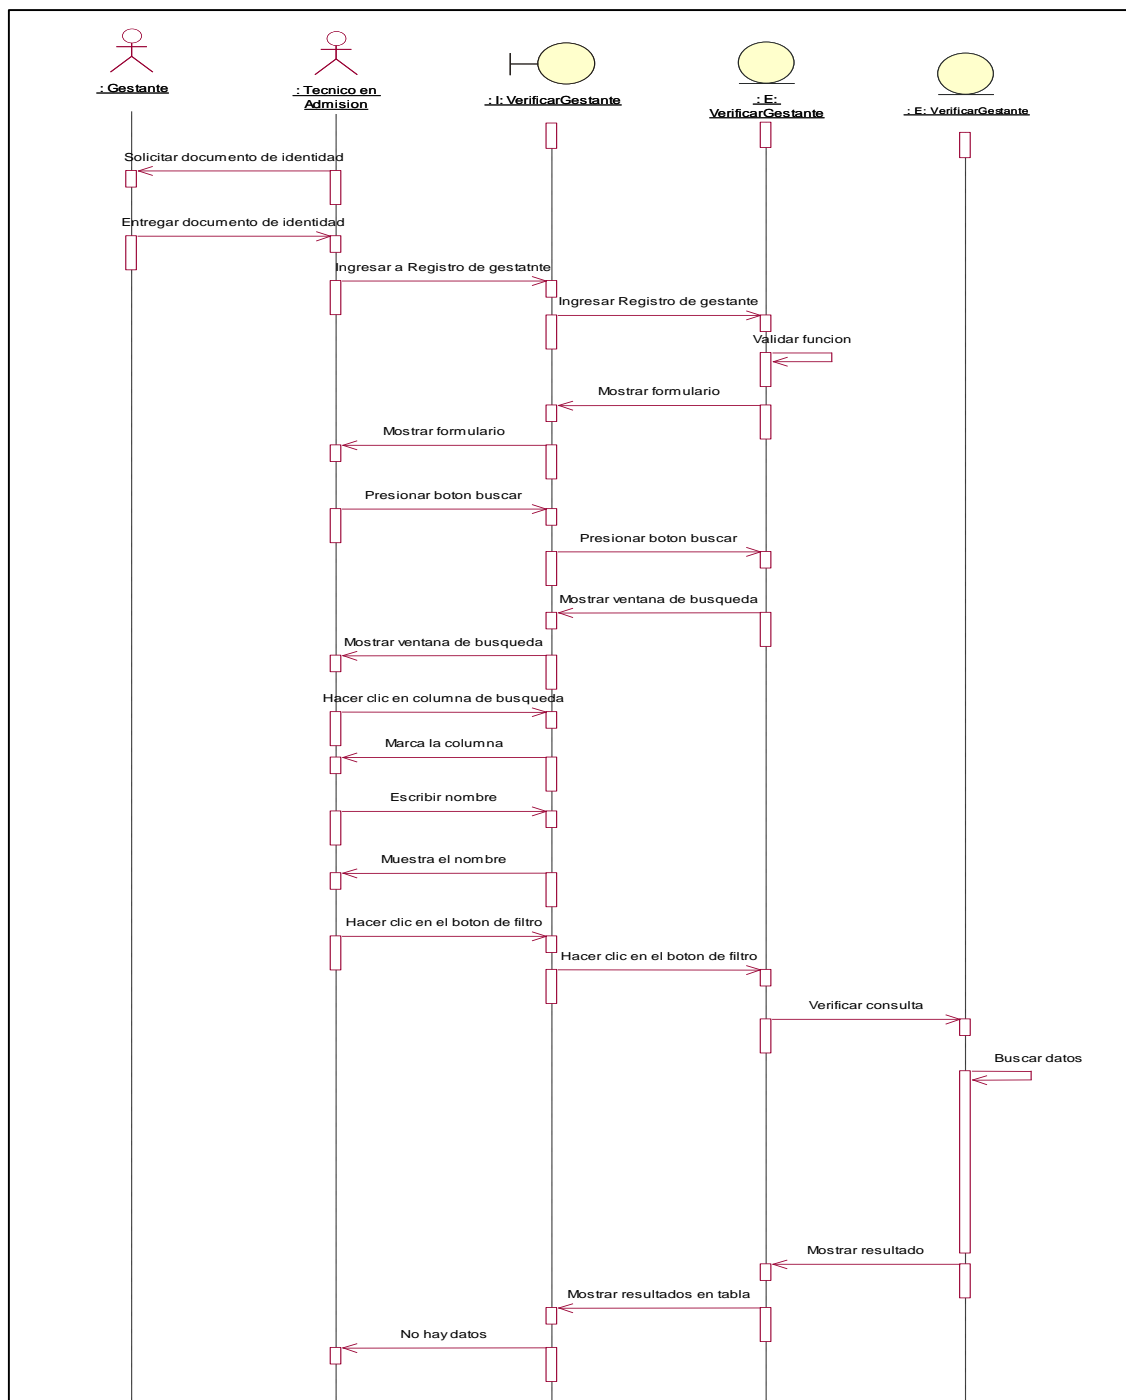 : Gestante
: Tecnico en
Admision
: I: VerificarGestante
: E:
VerificarGestante
: E: VerificarGestante
Solicitar documento de identidad
Entregar documento de identidad
Ingresar a Registro de gestatnte
Ingresar Registro de gestante
Validar funcion
Mostrar formulario
Mostrar formulario
Presionar boton buscar
Presionar boton buscar
Mostrar ventana de busqueda
Mostrar ventana de busqueda
Hacer clic en columna de busqueda
Marca la columna
Escribir nombre
Muestra el nombre
Hacer clic en el boton de filtro
Hacer clic en el boton de filtro
Verificar consulta
Buscar datos
Mostrar resultado
Mostrar resultados en tabla
No hay datos